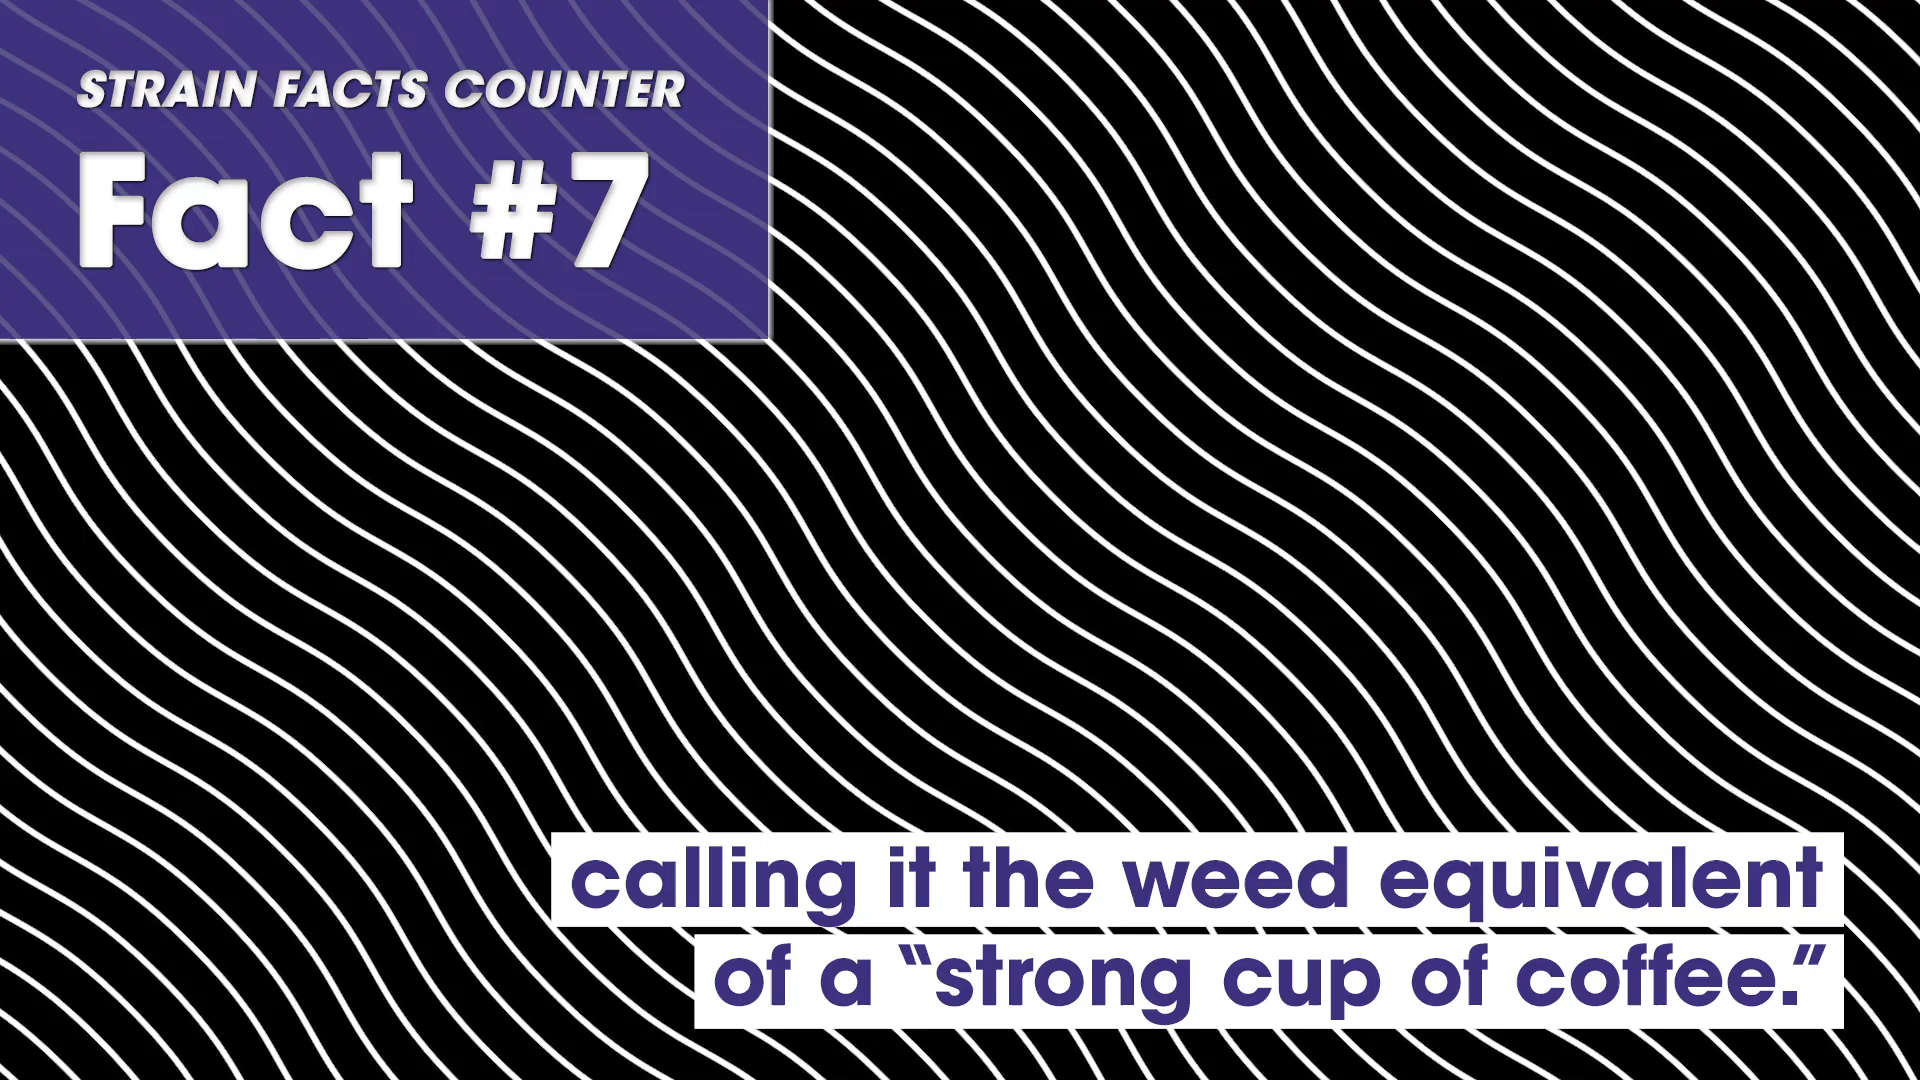 STRAIN FACTS COUNTER
Fact #7
calling it the weed equivalent
of a “strong cup of coffee.”